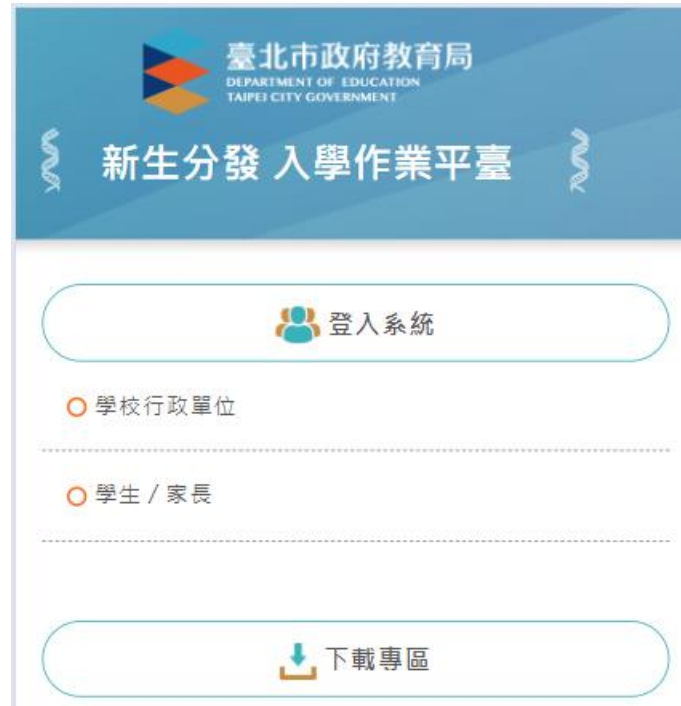 臺北市政府教育局
DEPARTMENT OF EDUCATION
TAIPEI CITY GOVERNMENT
新生分發 入學作業平臺
登入系統
學校行政單位
學生 / 家長
下載專區